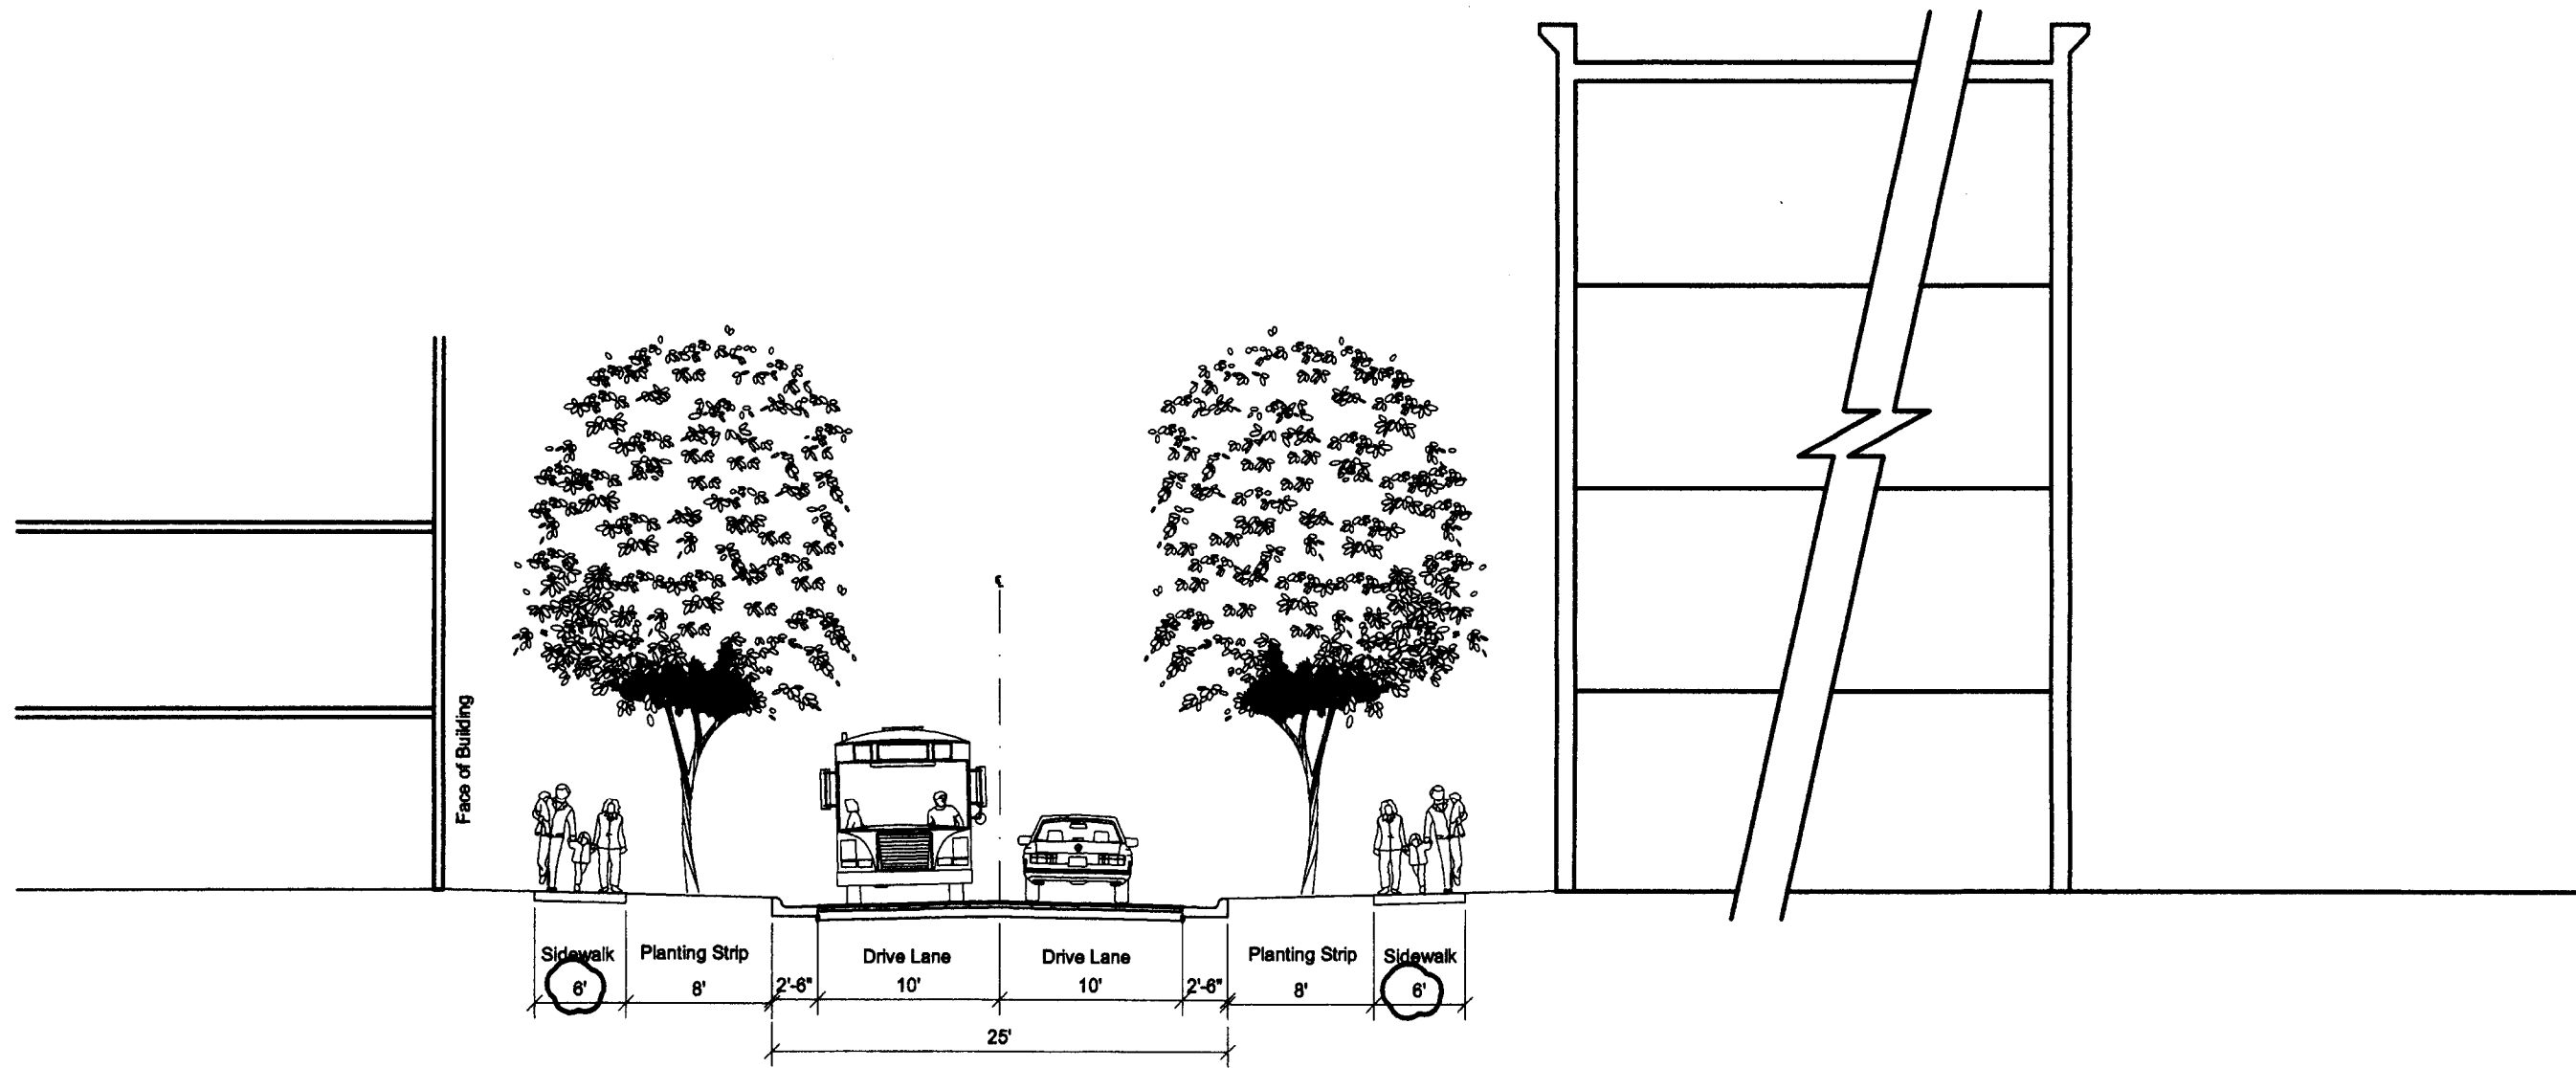 ℄
Face of Building
Sidewalk
6'
Planting Strip
8'
2'-6"
Drive Lane
10'
Drive Lane
10'
2'-6"
Planting Strip
8'
Sidewalk
6'
25'